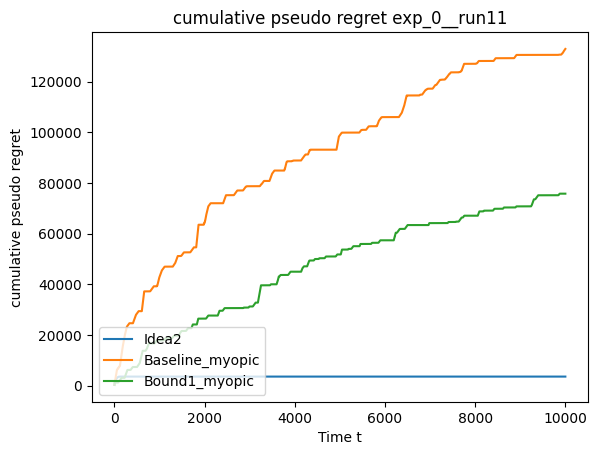 cumulative pseudo regret exp_0__run11
cumulative pseudo regret
120000
100000
80000
60000
40000
20000
0
Idea2
Baseline_myopic
Bound1_myopic
0
2000
4000
6000
8000
10000
Time t